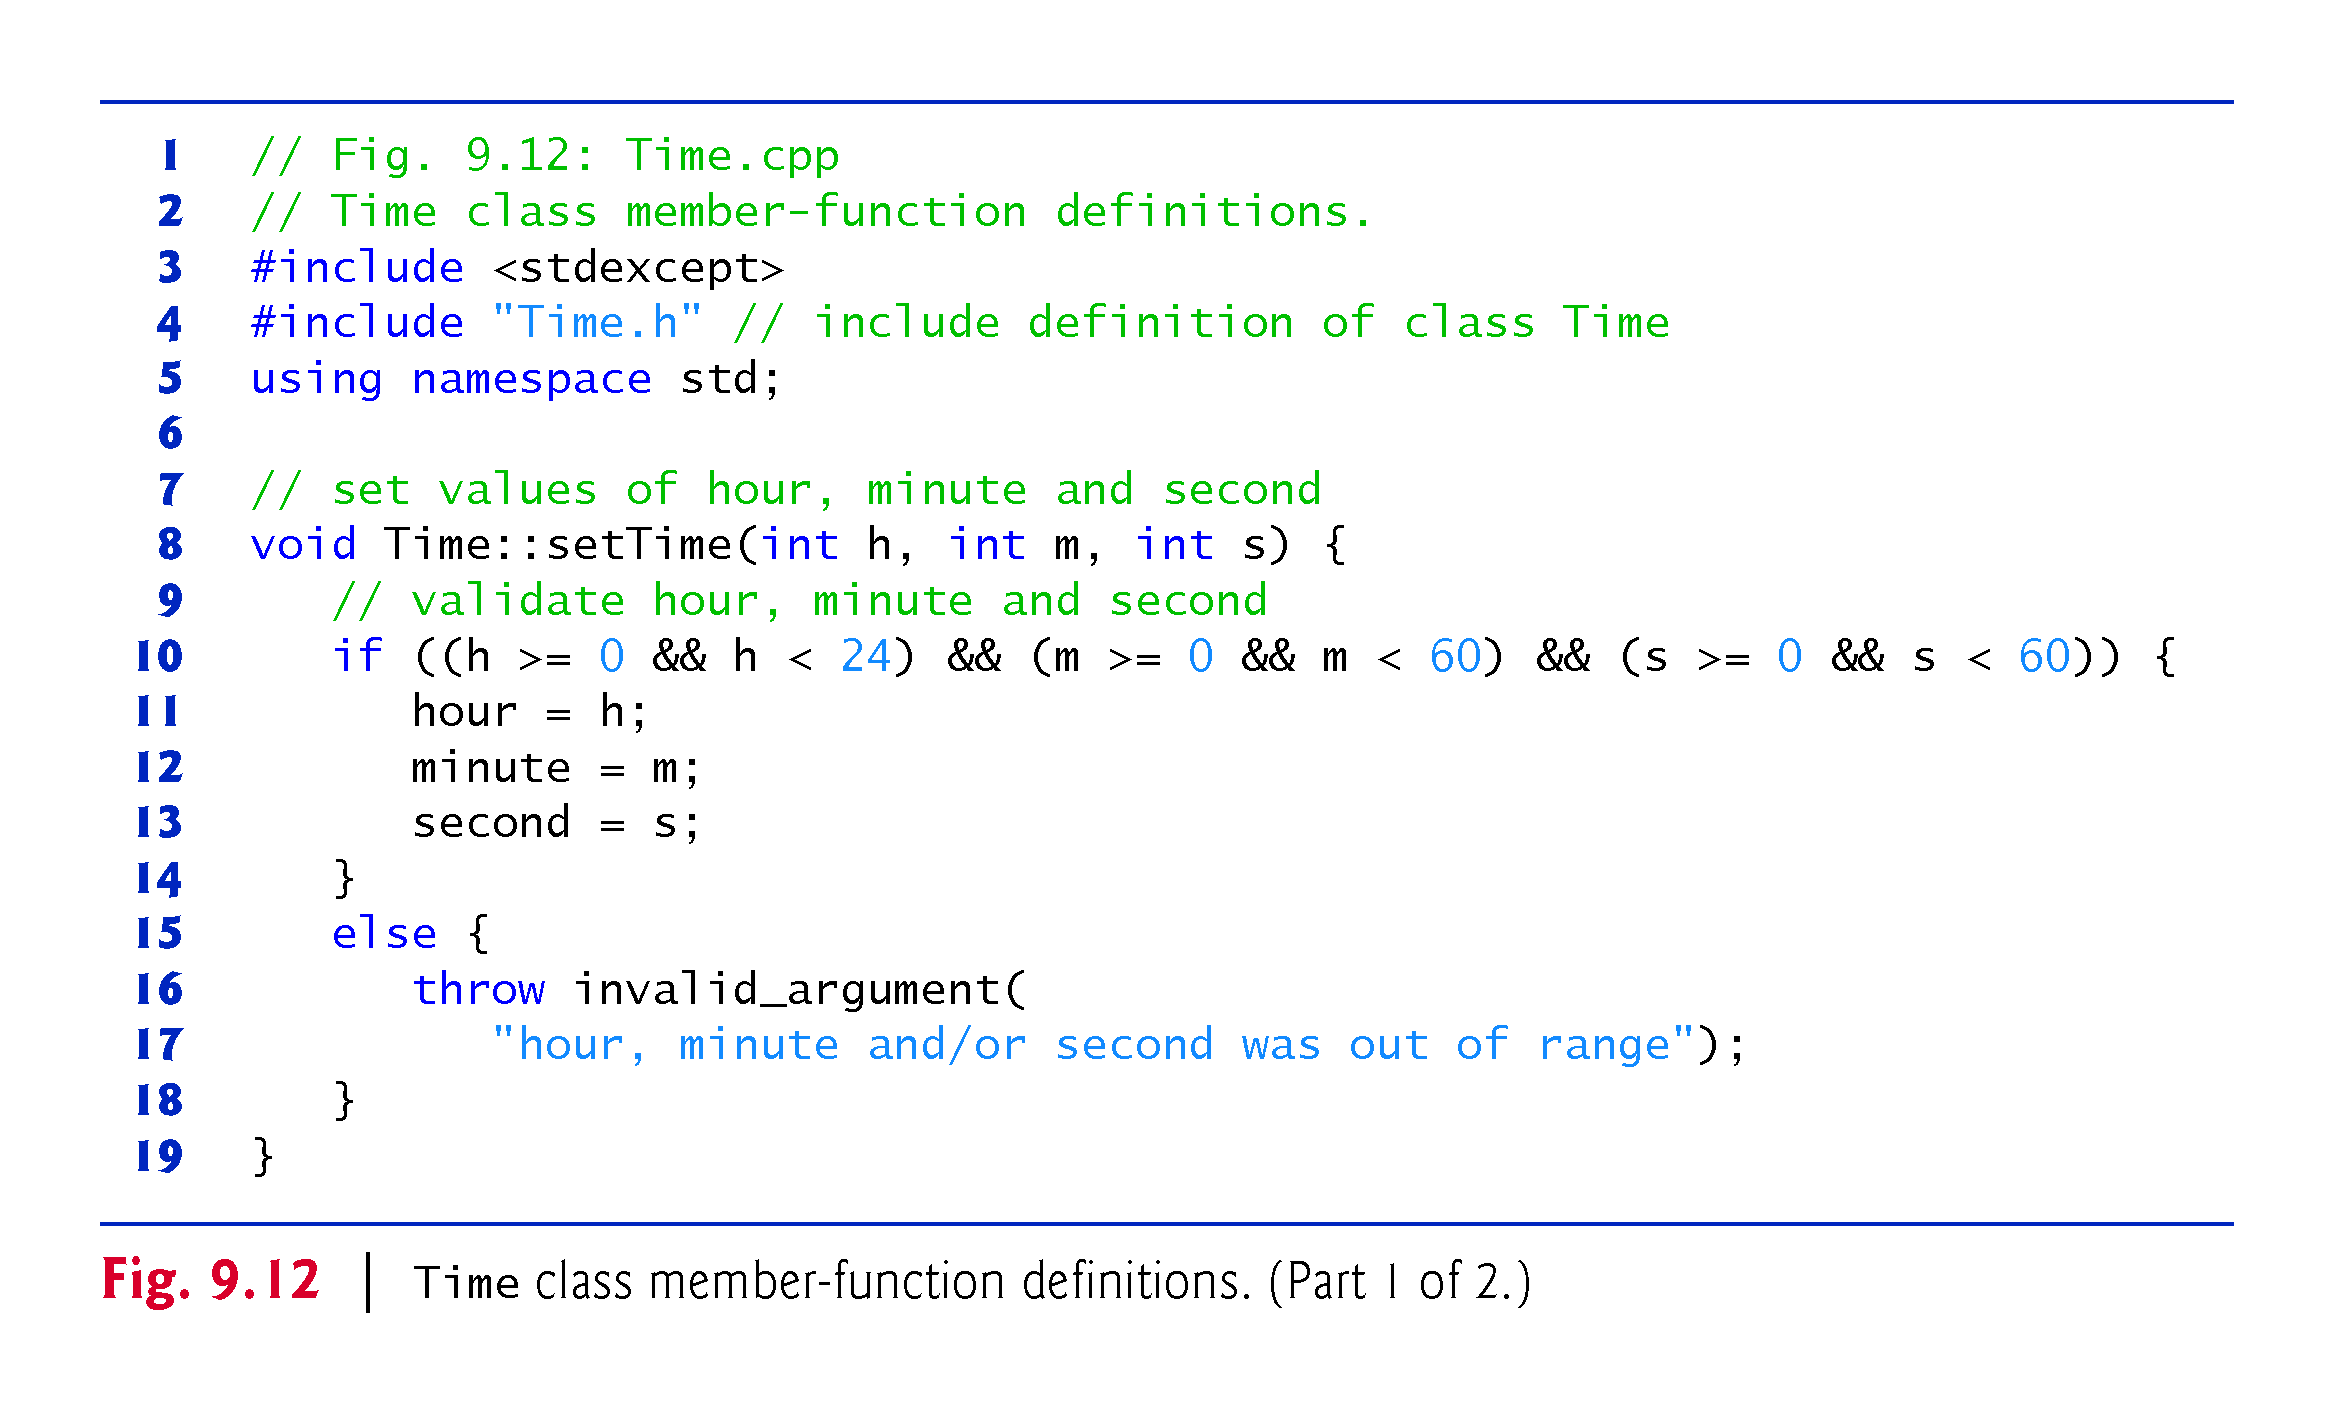 1 // Fig. 9.12: Time.cpp
2 // Time class member-function definitions.
3 #include <stdexcept>
4 #include "Time.h" // include definition of class Time
5 using namespace std;
6
7 // set values of hour, minute and second
8 void Time::setTime(int h, int m, int s) {
9    // validate hour, minute and second
10    if ((h >= 0 && h < 24) && (m >= 0 && m < 60) && (s >= 0 && s < 60)) {
11       hour = h;
12       minute = m;
13       second = s;
14    }
15    else {
16       throw invalid_argument(
17          "hour, minute and/or second was out of range");
18    }
19 }
Fig. 9.12 | Time class member-function definitions. (Part 1 of 2.)